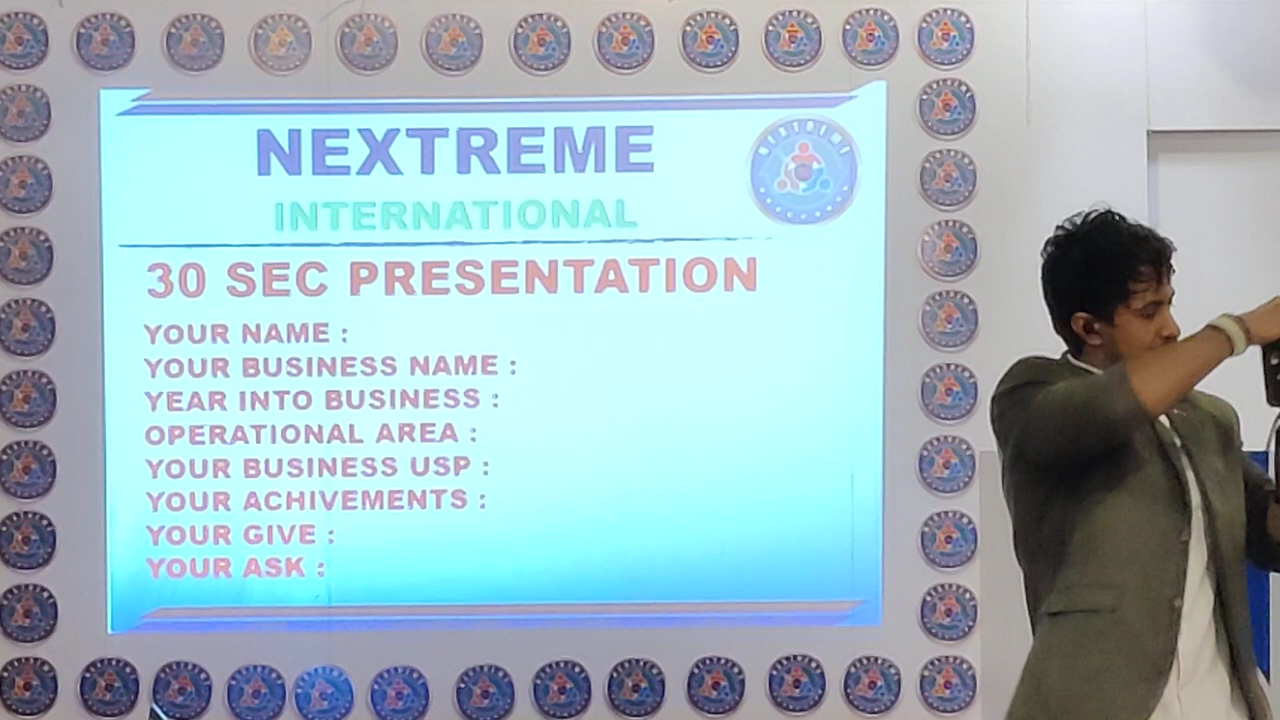 NEXTREME
INTERNATIONAL
NEXTREME
30 SEC PRESENTATION
YOUR NAME :
YOUR BUSINESS NAME :
YEAR INTO BUSINESS :
OPERATIONAL AREA :
YOUR BUSINESS USP :
YOUR ACHIVEMENTS :
YOUR GIVE :
YOUR ASK :